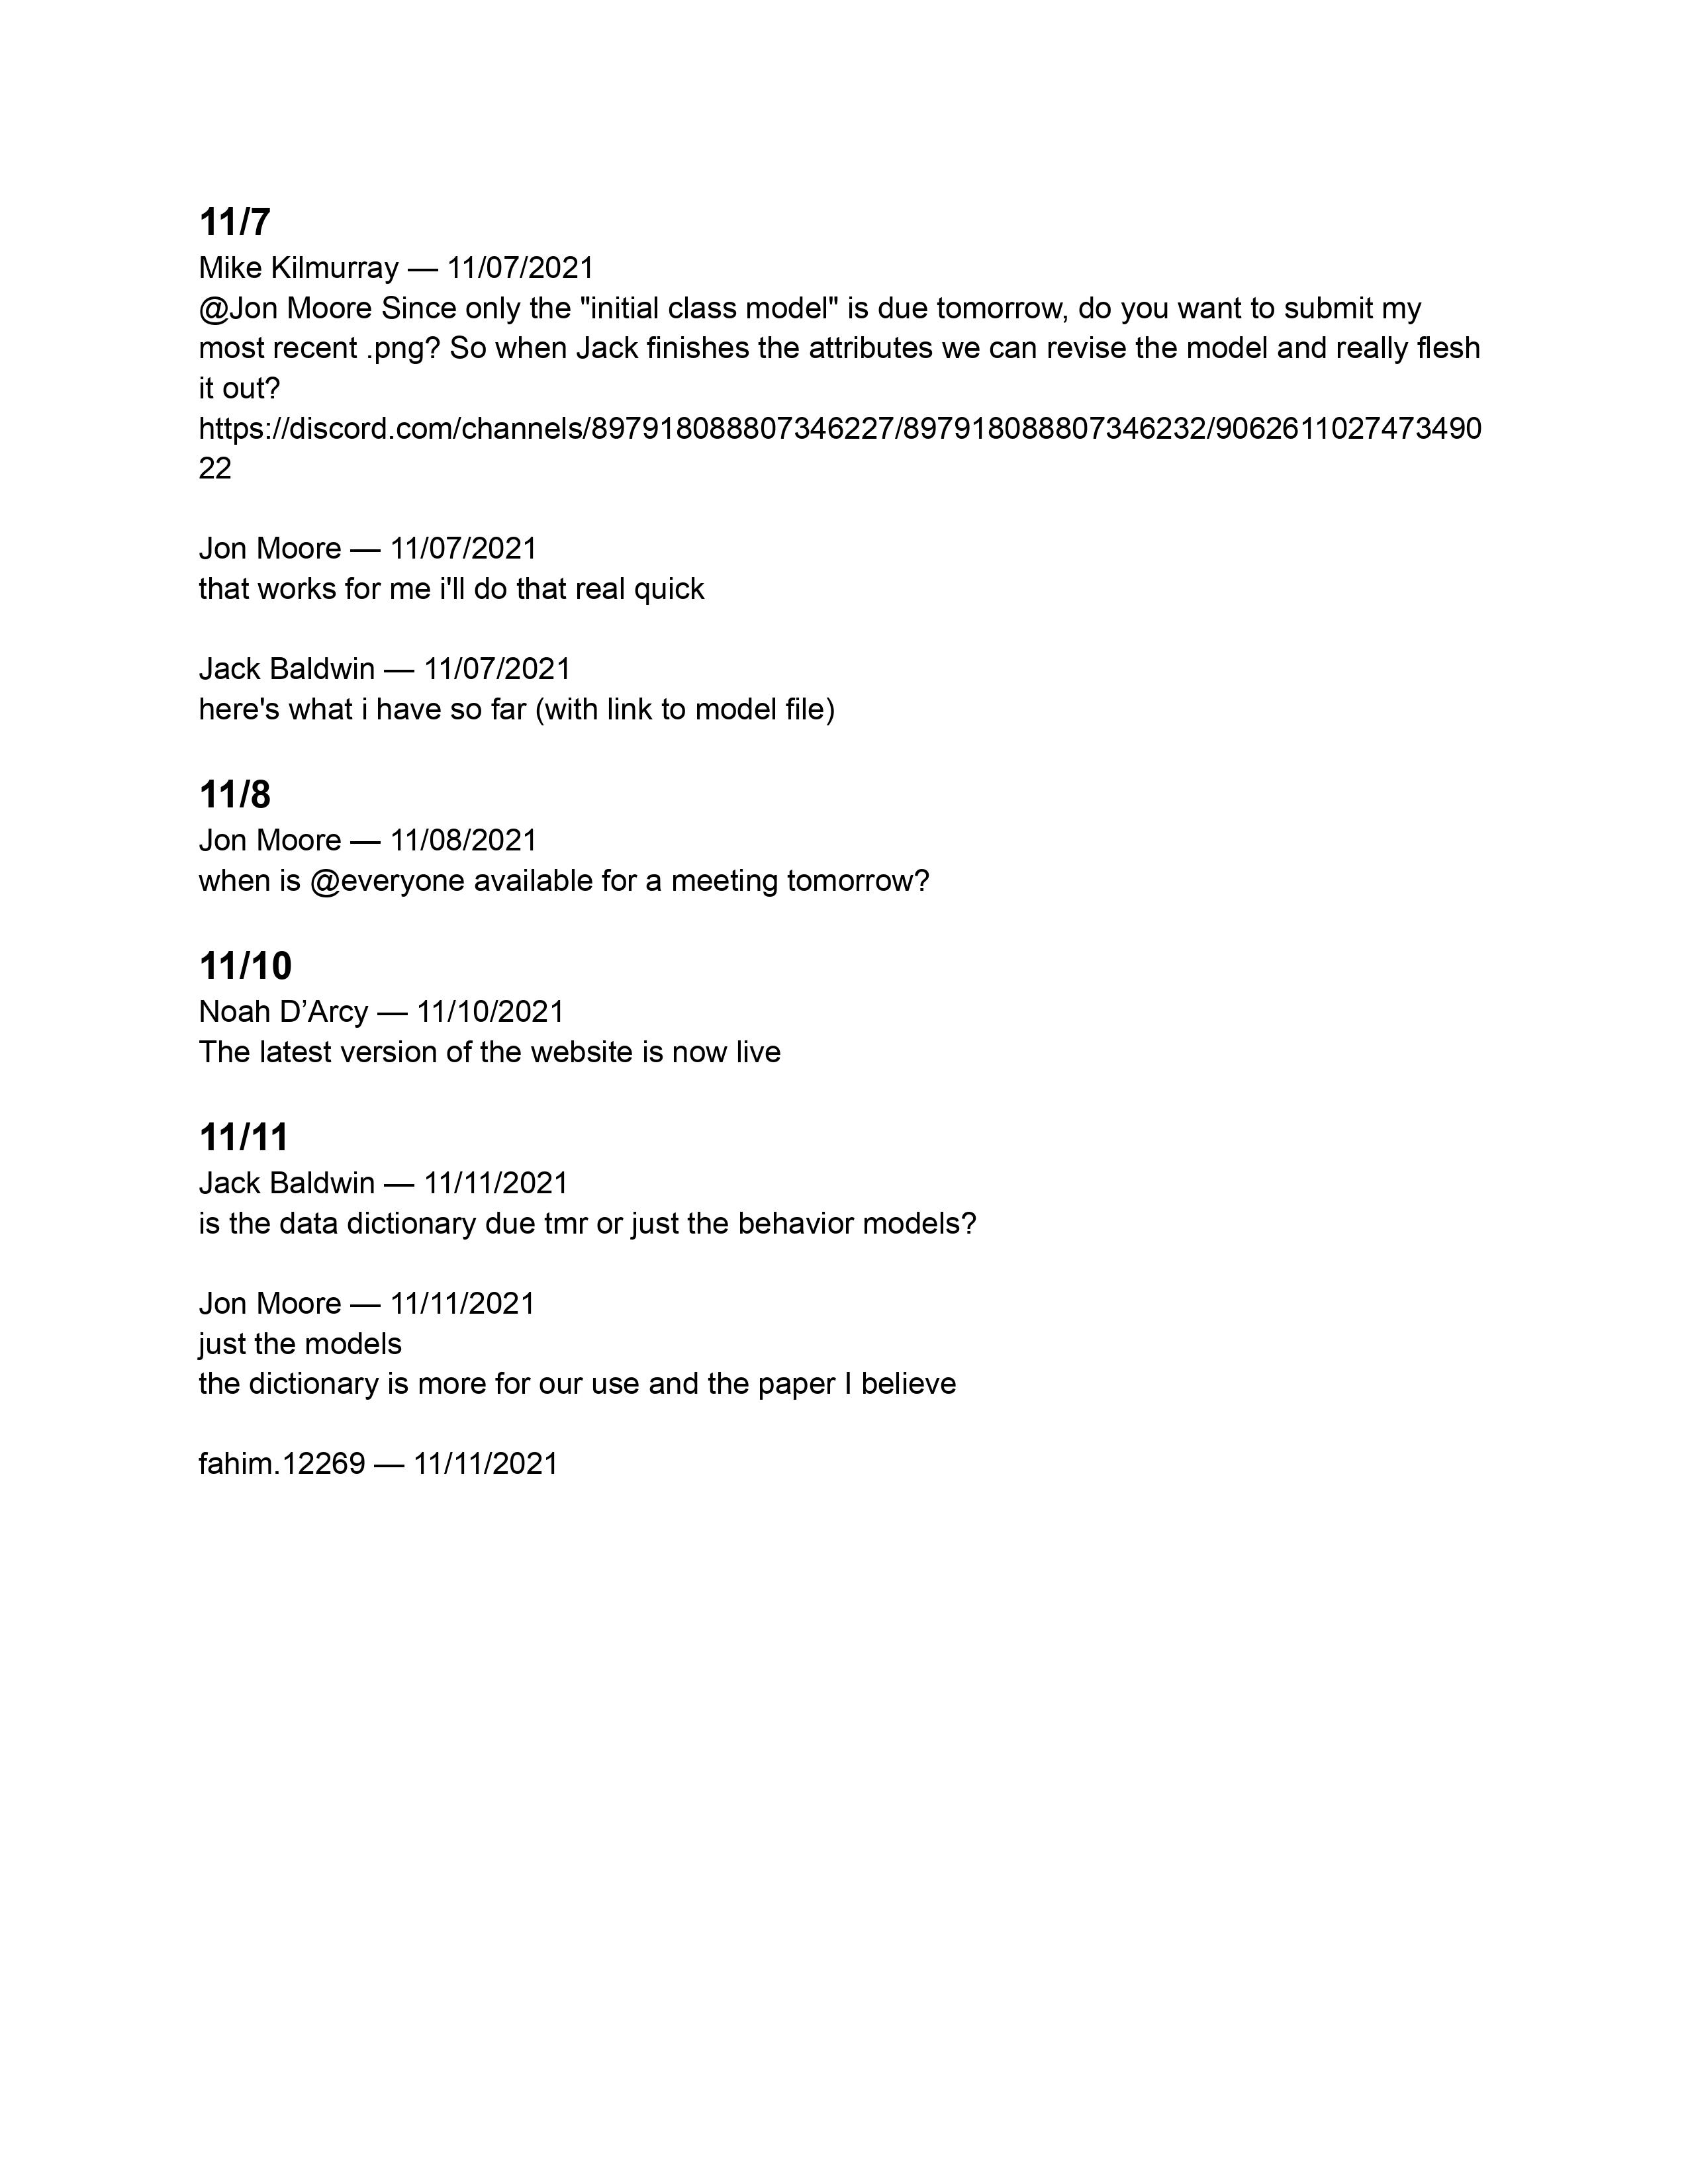 11/7
Mike Kilmurray — 11/07/2021
@Jon Moore Since only the "initial class model" is due tomorrow, do you want to submit my
most recent .png? So when Jack finishes the attributes we can revise the model and really flesh
it out?
https://discord.com/channels/897918088807346227/897918088807346232/9062611027473490
22
Jon Moore — 11/07/2021
that works for me i'll do that real quick
Jack Baldwin — 11/07/2021
here's what i have so far (with link to model file)
11/8
Jon Moore — 11/08/2021
when is @everyone available for a meeting tomorrow?
11/10
Noah D’Arcy — 11/10/2021
The latest version of the website is now live
11/11
Jack Baldwin — 11/11/2021
is the data dictionary due tmr or just the behavior models?
Jon Moore — 11/11/2021
just the models
the dictionary is more for our use and the paper I believe
fahim.12269 — 11/11/2021